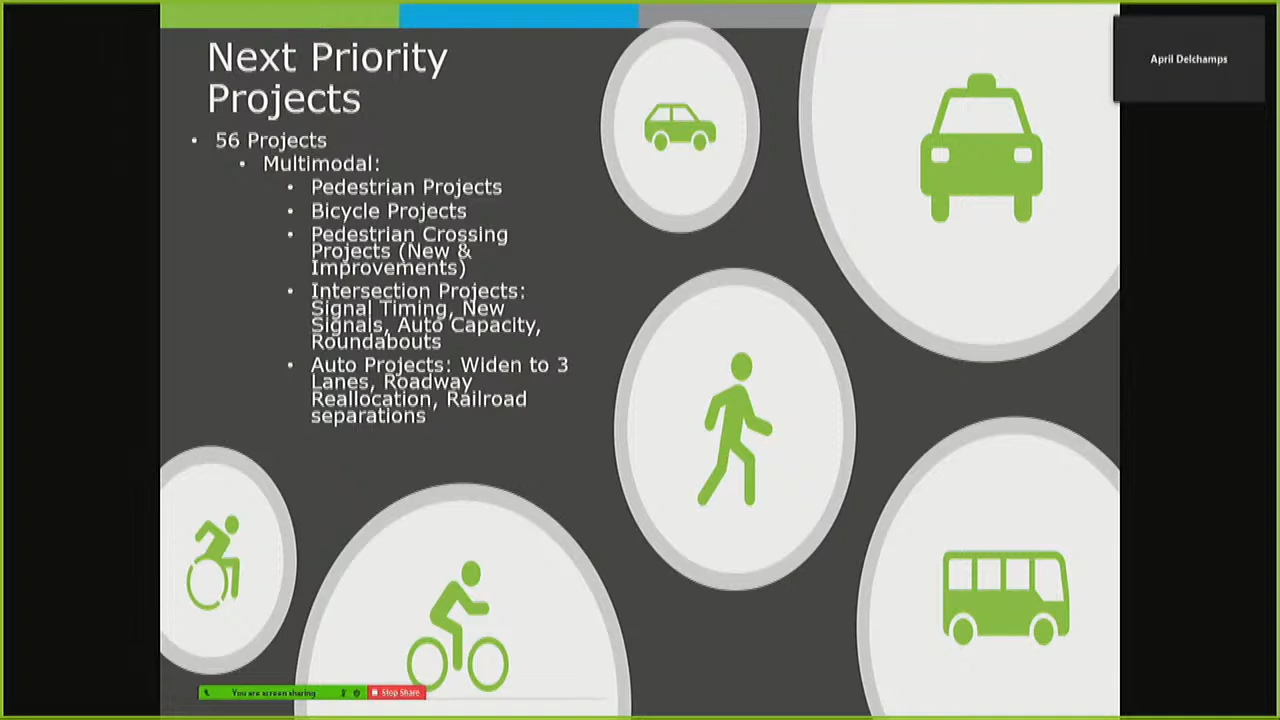 Next Priority
Projects
• 56 Projects
• Multimodal:
• Pedestrian Projects
• Bicycle Projects
• Pedestrian Crossing
Projects (New &
Improvements)
• Intersection Projects:
Signal Timing, New
Signals, Auto Capacity,
Roundabouts
• Auto Projects: Widen to 3
Lanes, Roadway
Reallocation, Railroad
separations
April Delchamps
You are screen sharing
Stop Share